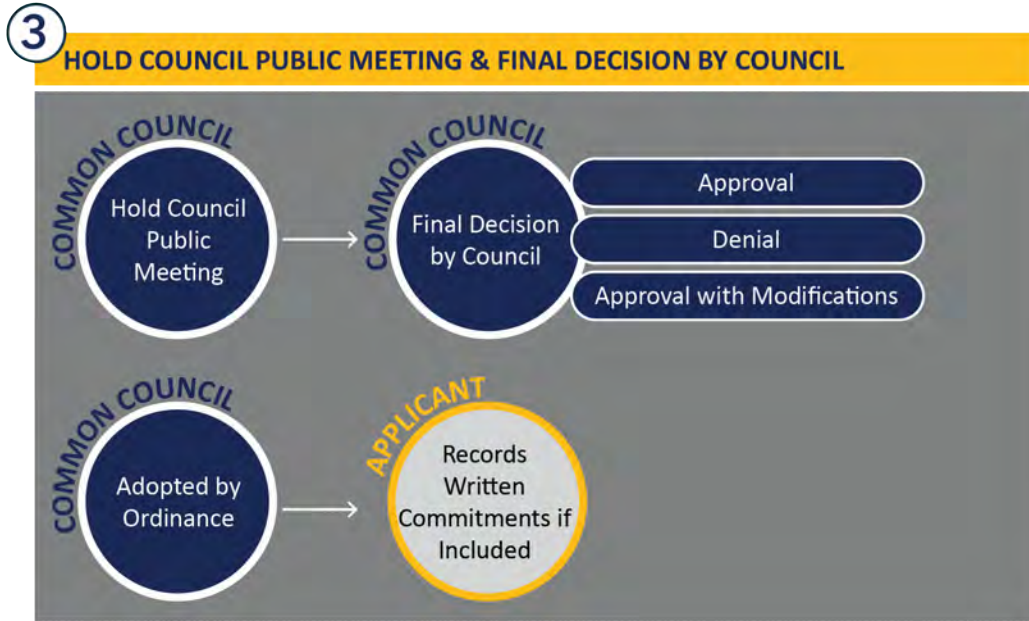 3
HOLD COUNCIL PUBLIC MEETING & FINAL DECISION BY COUNCIL
COMMON COUNCIL
Hold Council
Public
Meeting
COMMON COUNCIL
Final Decision
by Council
Approval
Denial
Approval with Modifications
COMMON COUNCIL
Adopted by
Ordinance
APPLICANT
Records
Written
Commitments if
Included